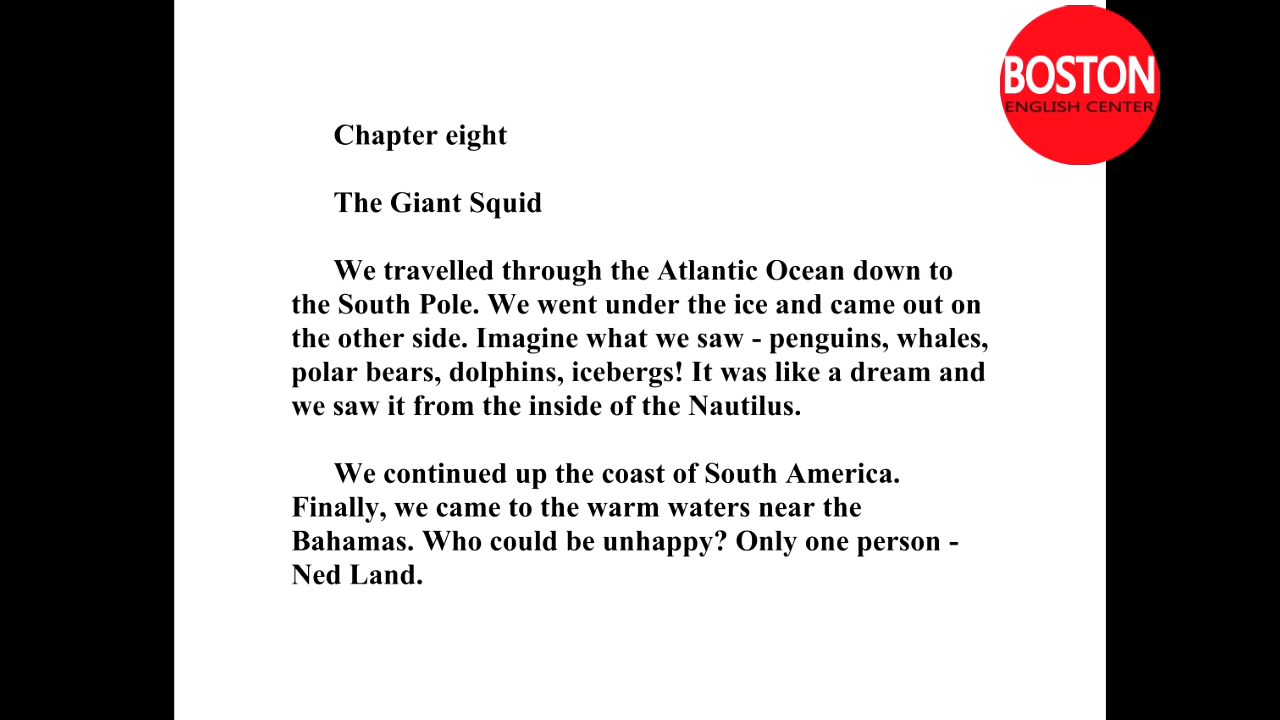 BOSTON
ENGLISH CENTER
Chapter eight
The Giant Squid
We travelled through the Atlantic Ocean down to
the South Pole. We went under the ice and came out on
the other side. Imagine what we saw - penguins, whales,
polar bears, dolphins, icebergs! It was like a dream and
we saw it from the inside of the Nautilus.
We continued up the coast of South America.
Finally, we came to the warm waters near the
Bahamas. Who could be unhappy? Only one person -
Ned Land.